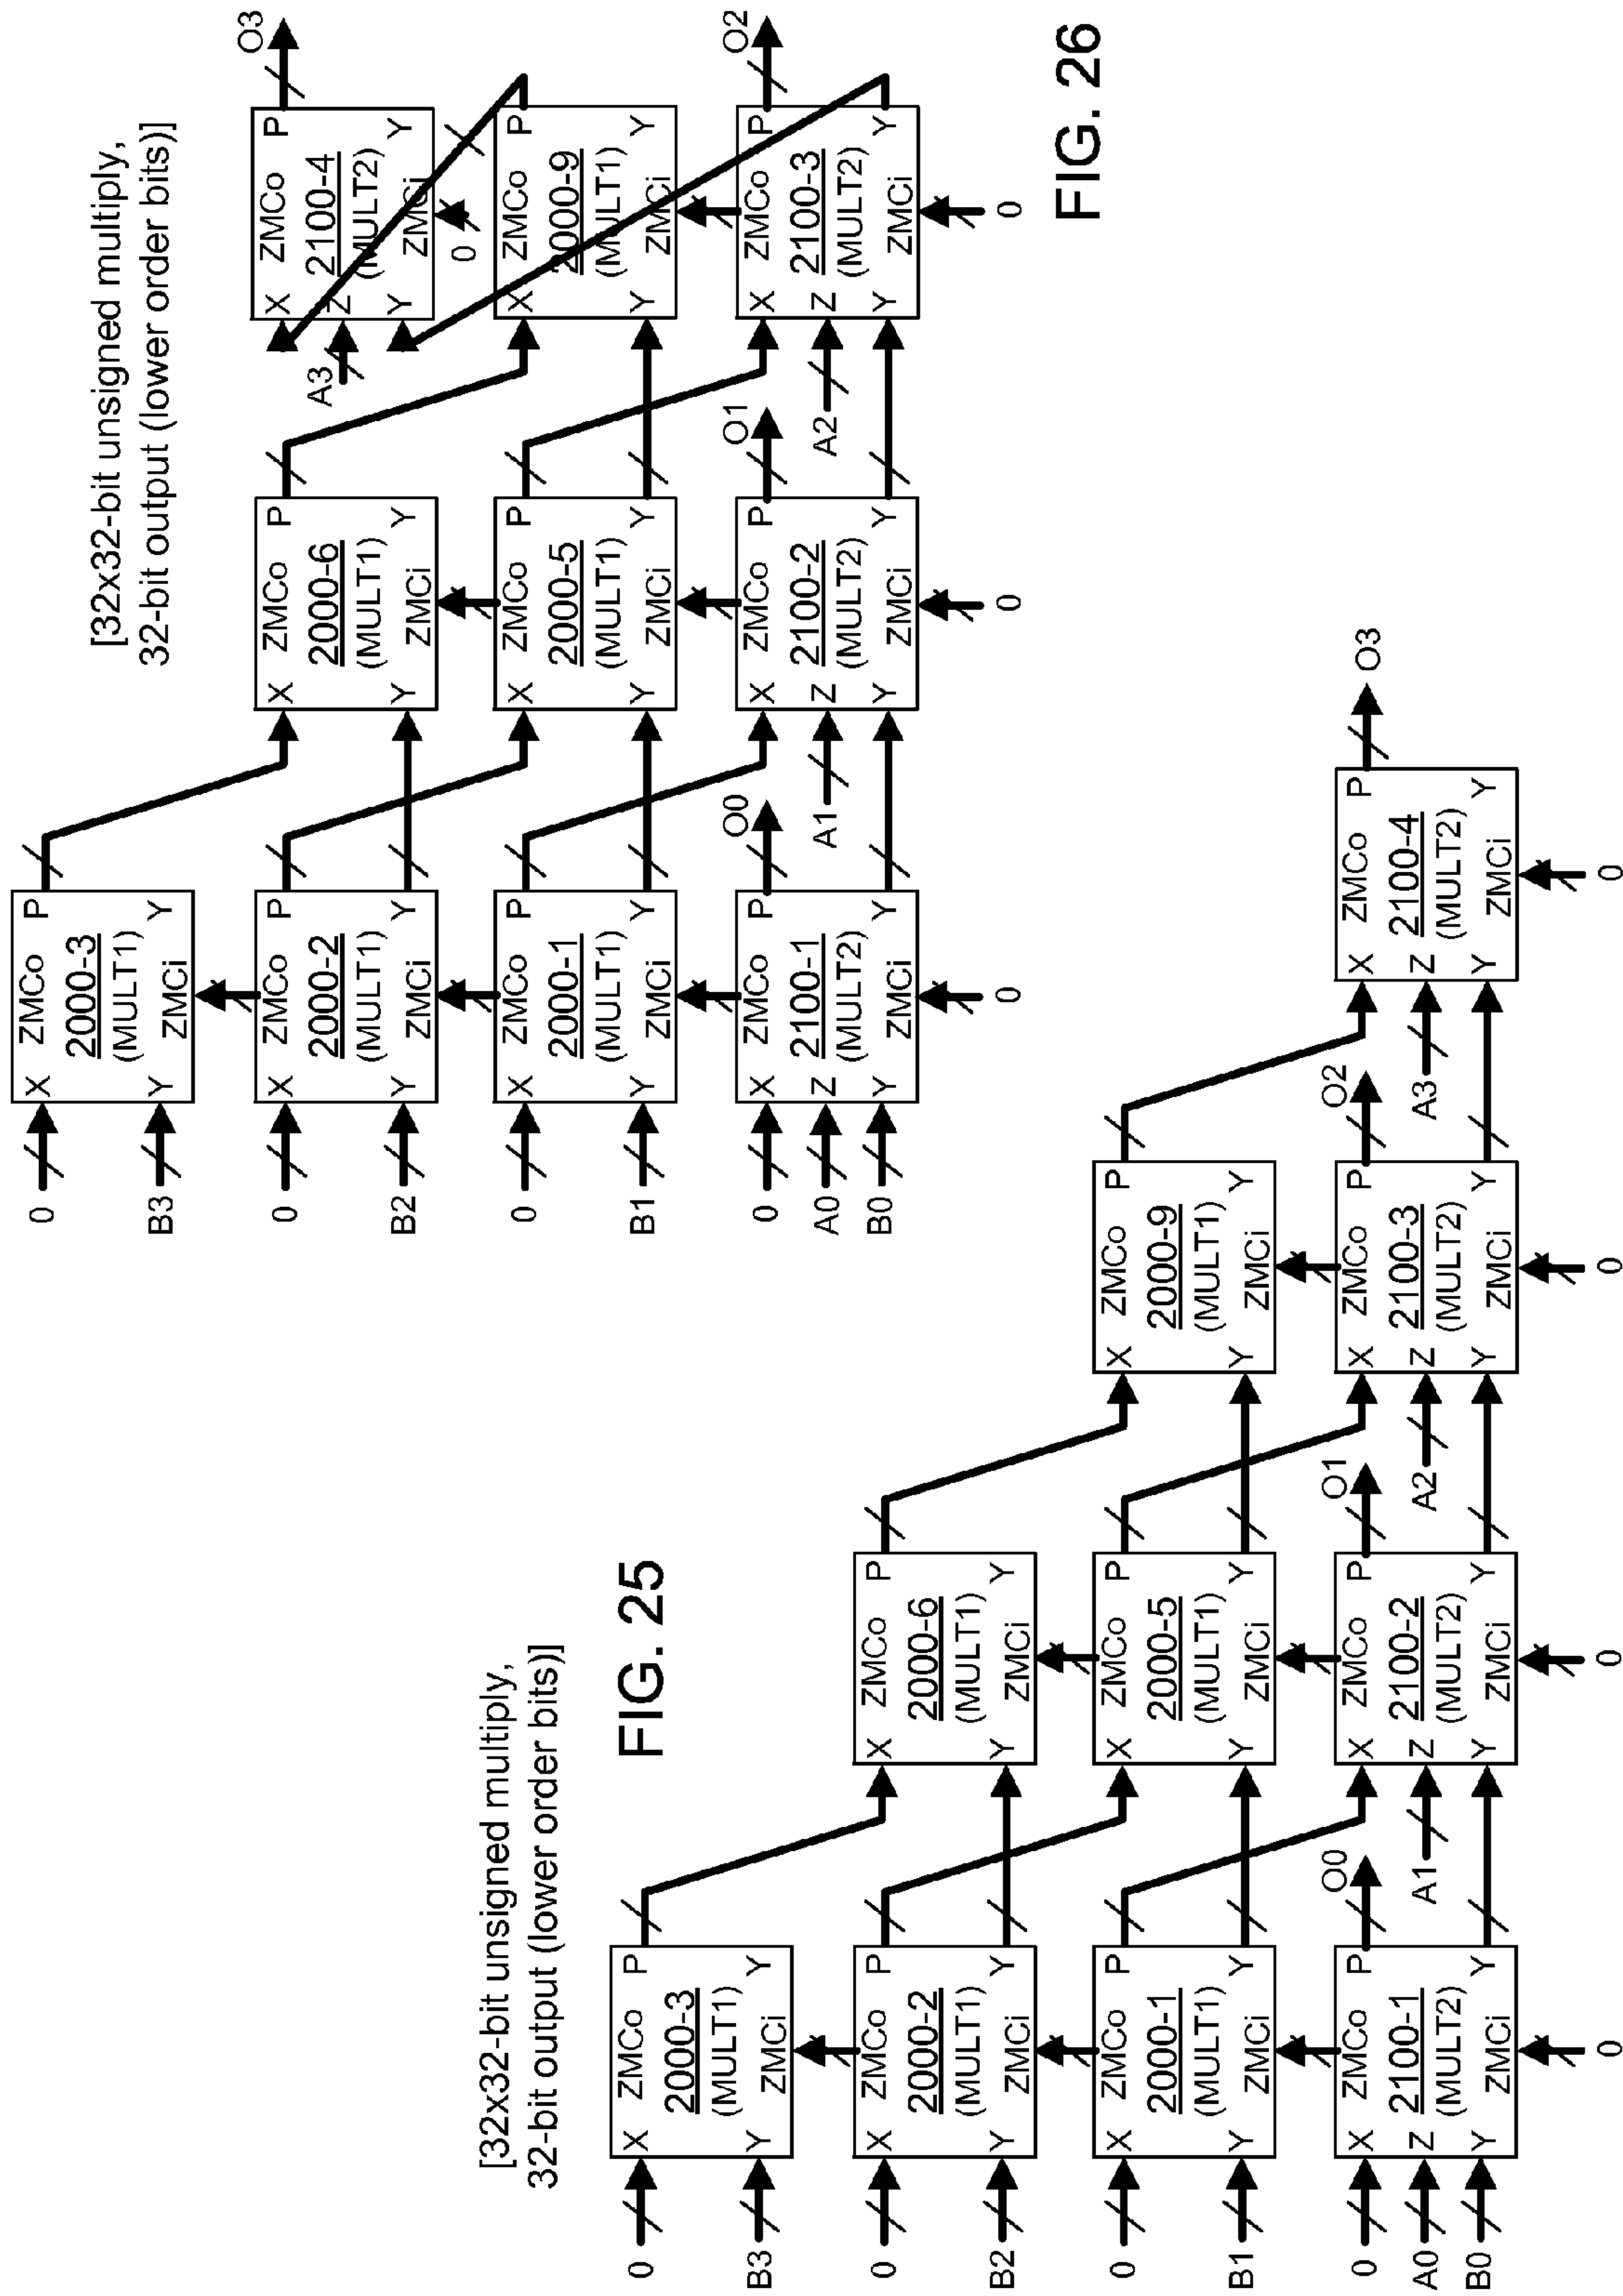 [32x32-bit unsigned multiply,
32-bit output (lower order bits)]
FIG. 25
0 X ZMCo P
2000-3
(MULT1)
B3 Y ZMCi Y
0 X ZMCo P
2000-2
(MULT1)
B2 Y ZMCi Y
X ZMCo P
2000-6
(MULT1)
Y ZMCi Y
0 X ZMCo P
2000-1
(MULT1)
B1 Y ZMCi Y
X ZMCo P
2000-5
(MULT1)
Y ZMCi Y
X ZMCo P
2000-9
(MULT1)
Y ZMCi Y
0 X ZMCo P O0
A0 Z 2100-1
(MULT2)
B0 Y ZMCi Y
0
X ZMCo P O1
A1 Z 2100-2
(MULT2)
Y ZMCi Y
0
X ZMCo P O2
A2 Z 2100-3
(MULT2)
Y ZMCi Y
0
X ZMCo P O3
A3 Z 2100-4
(MULT2)
Y ZMCi Y
0
[32x32-bit unsigned multiply,
32-bit output (lower order bits)]
0 X ZMCo P
2000-3
(MULT1)
B3 Y ZMCi Y
0 X ZMCo P
2000-2
(MULT1)
B2 Y ZMCi Y
X ZMCo P
2000-6
(MULT1)
Y ZMCi Y
X ZMCo P O3
A3 Z 2100-4
(MULT2)
Y ZMCi Y
0
0 X ZMCo P
2000-1
(MULT1)
B1 Y ZMCi Y
X ZMCo P
2000-5
(MULT1)
Y ZMCi Y
X ZMCo P
2000-9
(MULT1)
Y ZMCi Y
0 X ZMCo P O0
A0 Z 2100-1
(MULT2)
B0 Y ZMCi Y
0
X ZMCo P O1
A1 Z 2100-2
(MULT2)
Y ZMCi Y
0
X ZMCo P O2
A2 Z 2100-3
(MULT2)
Y ZMCi Y
0
FIG. 26